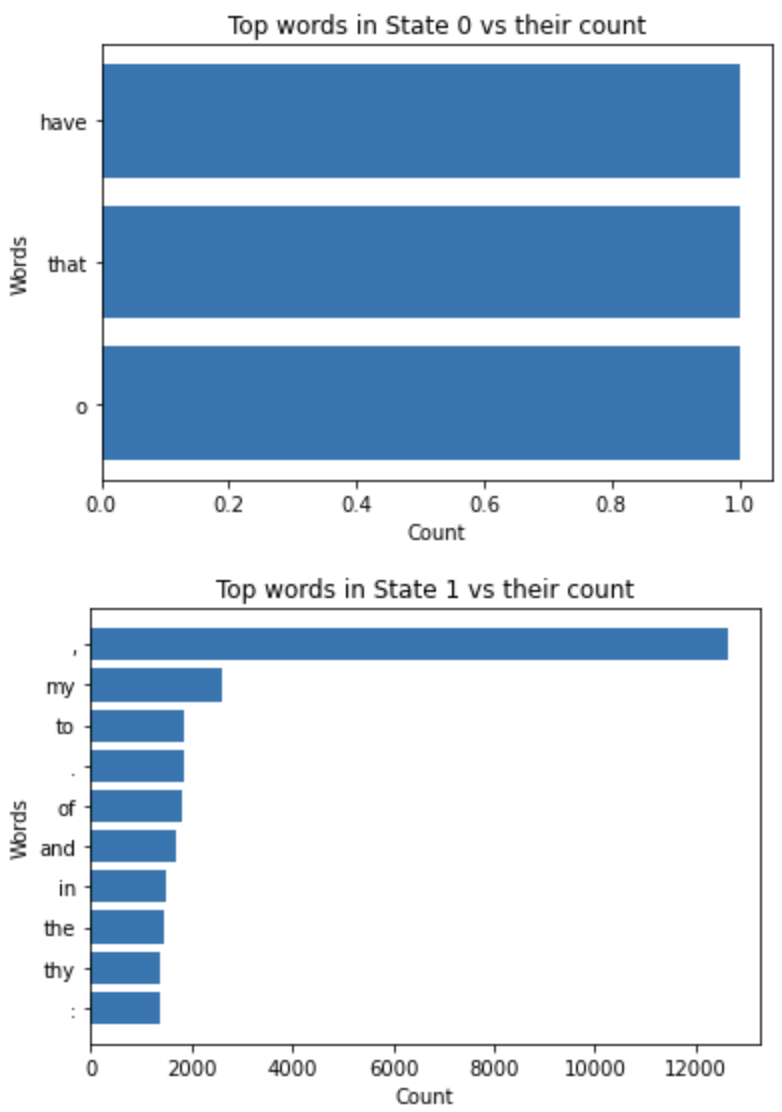 Top words in State 0 vs their count
have
that
o
Words
0.0 0.2 0.4 0.6 0.8 1.0
Count
Top words in State 1 vs their count
,
my
to
.
of
and
in
the
thy
:
Words
0 2000 4000 6000 8000 10000 12000
Count